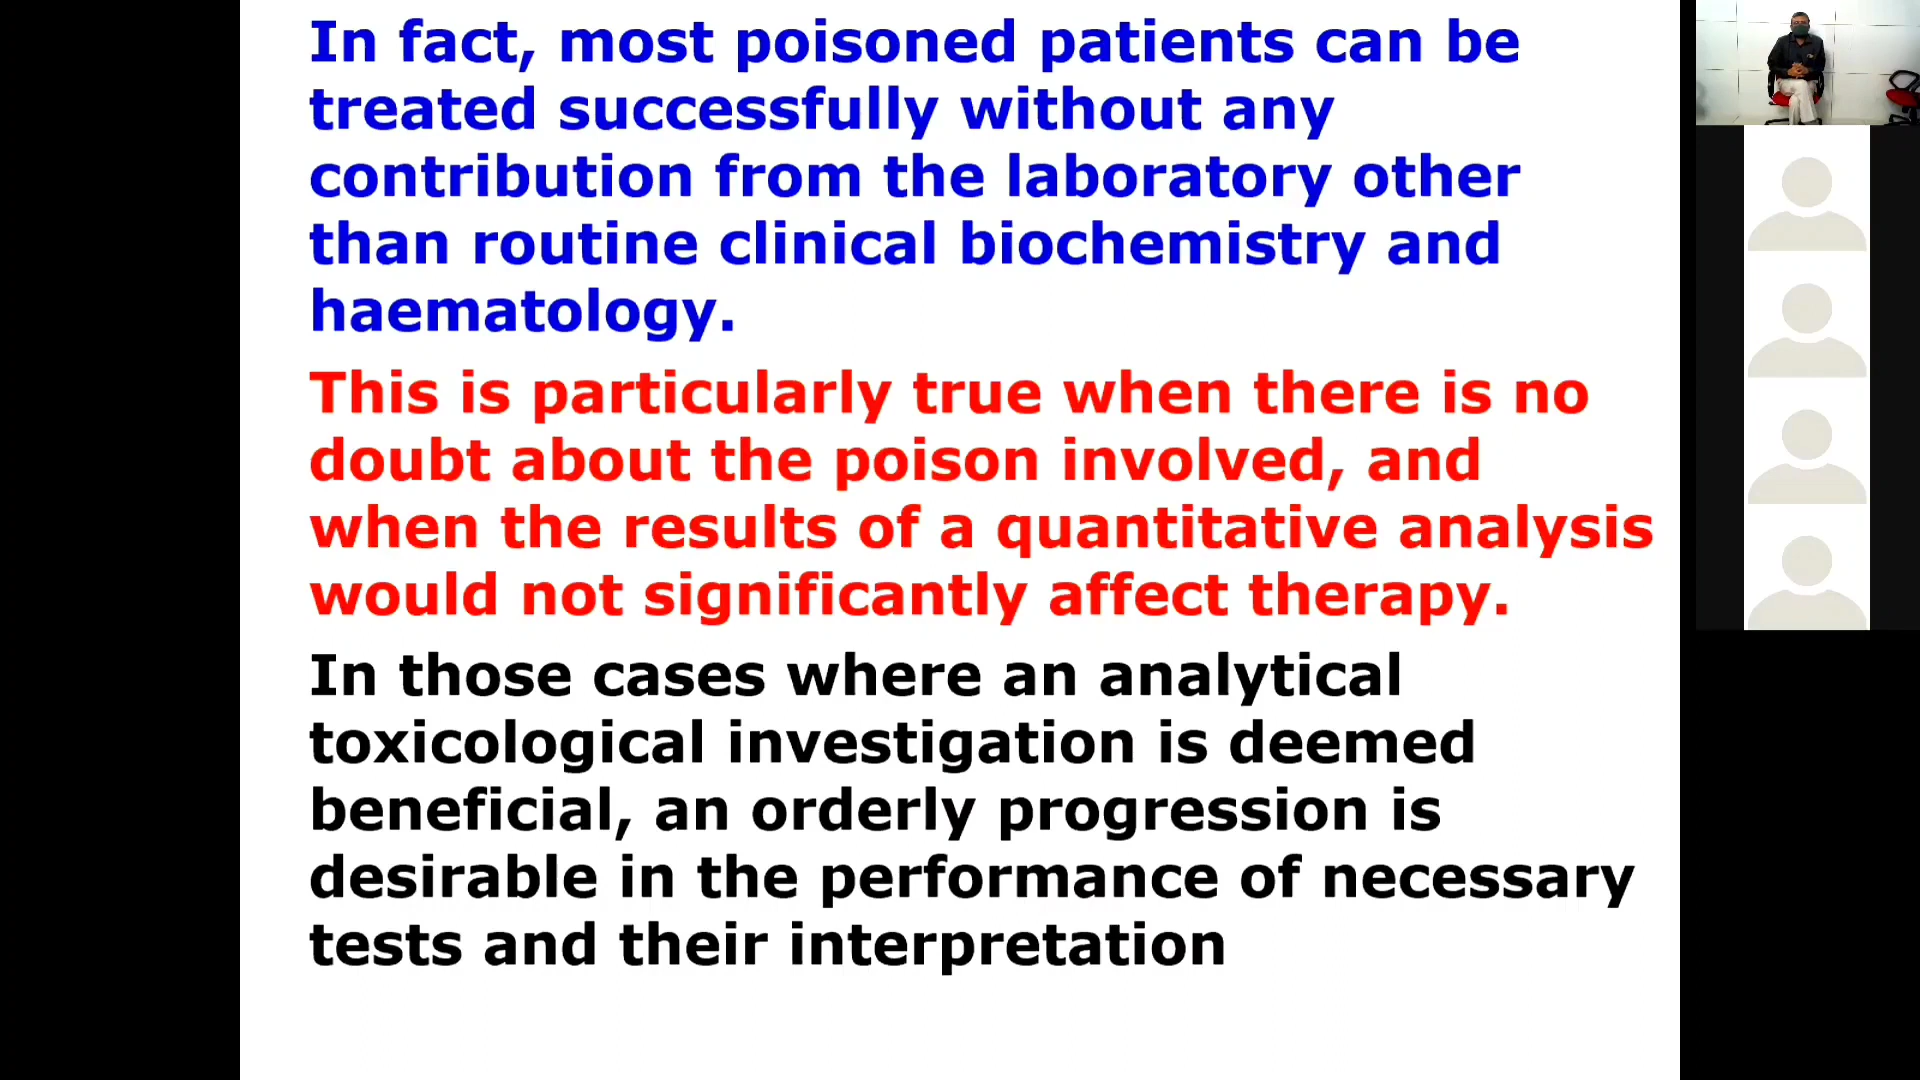 In fact, most poisoned patients can be
treated successfully without any
contribution from the laboratory other
than routine clinical biochemistry and
haematology.
This is particularly true when there is no
doubt about the poison involved, and
when the results of a quantitative analysis
would not significantly affect therapy.
In those cases where an analytical
toxicological investigation is deemed
beneficial, an orderly progression is
desirable in the performance of necessary
tests and their interpretation